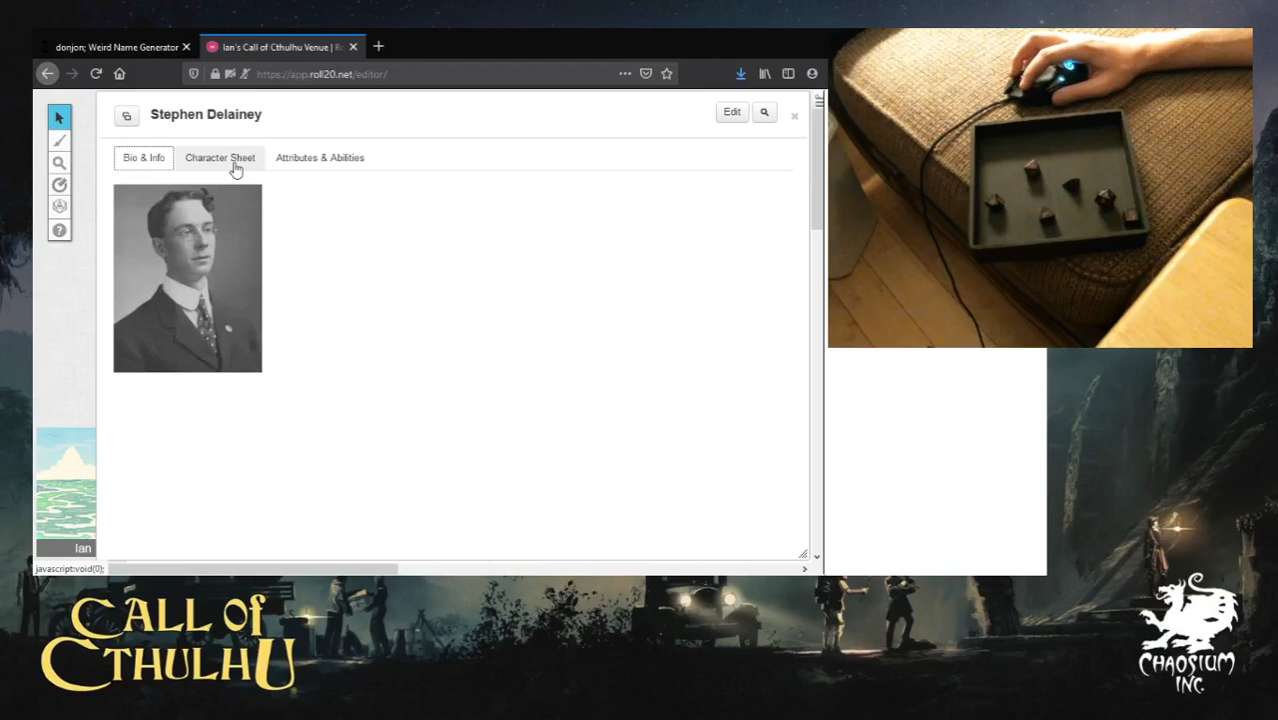 donjon; Weird Name Generator
Ian's Call of Cthulhu Venue | Ro
https://app.roll20.net/editor/
Stephen Delainey
Edit
Bio & Info
Character Sheet
Attributes & Abilities
Ian
javascript:void(0);
CALL of
CTHULHU
CHAOSIUM
INC.